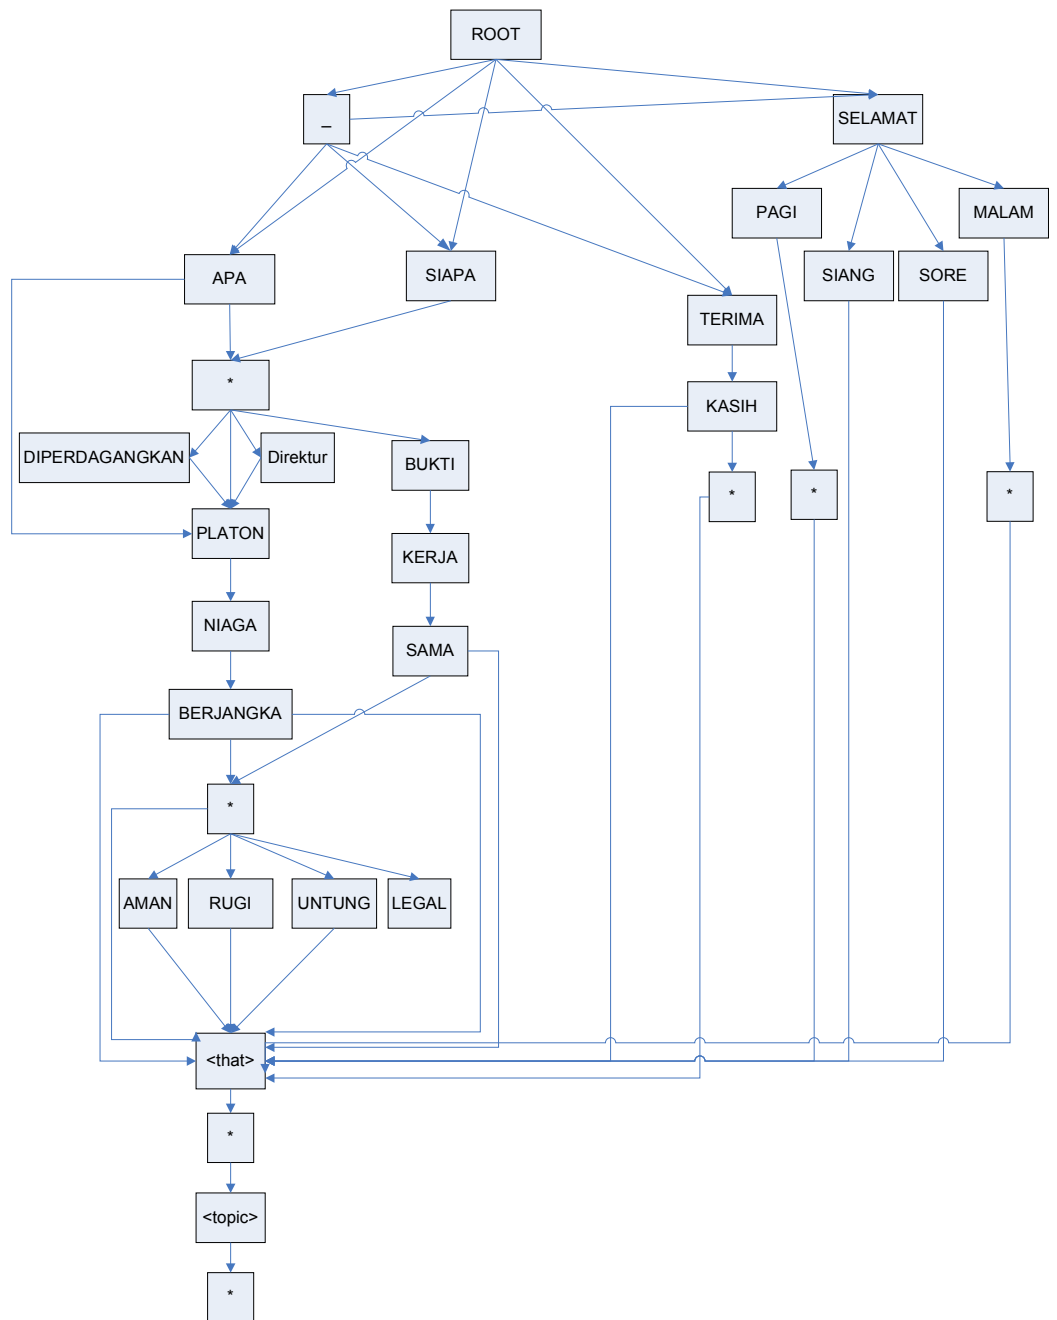 ROOT
_
SELAMAT
PAGI
MALAM
APA
SIAPA
SIANG
SORE
TERIMA
*
KASIH
DIPERDAGANGKAN
Direktur
BUKTI
*
*
*
PLATON
KERJA
NIAGA
SAMA
BERJANGKA
*
AMAN
RUGI
UNTUNG
LEGAL
<that>
*
<topic>
*